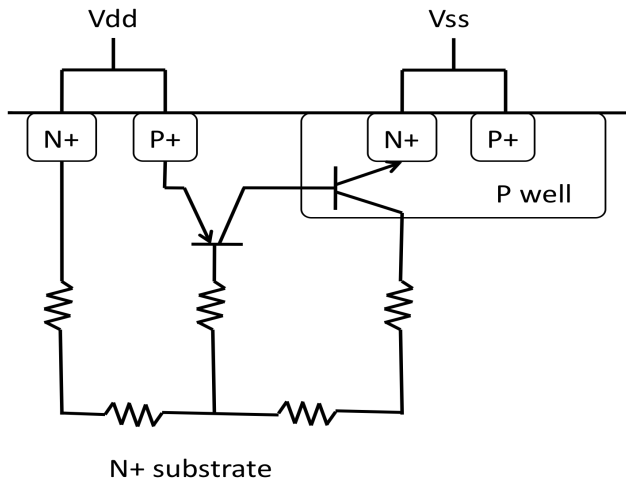 Vdd
Vss
N+
P+
N+
P+
P well
N+ substrate